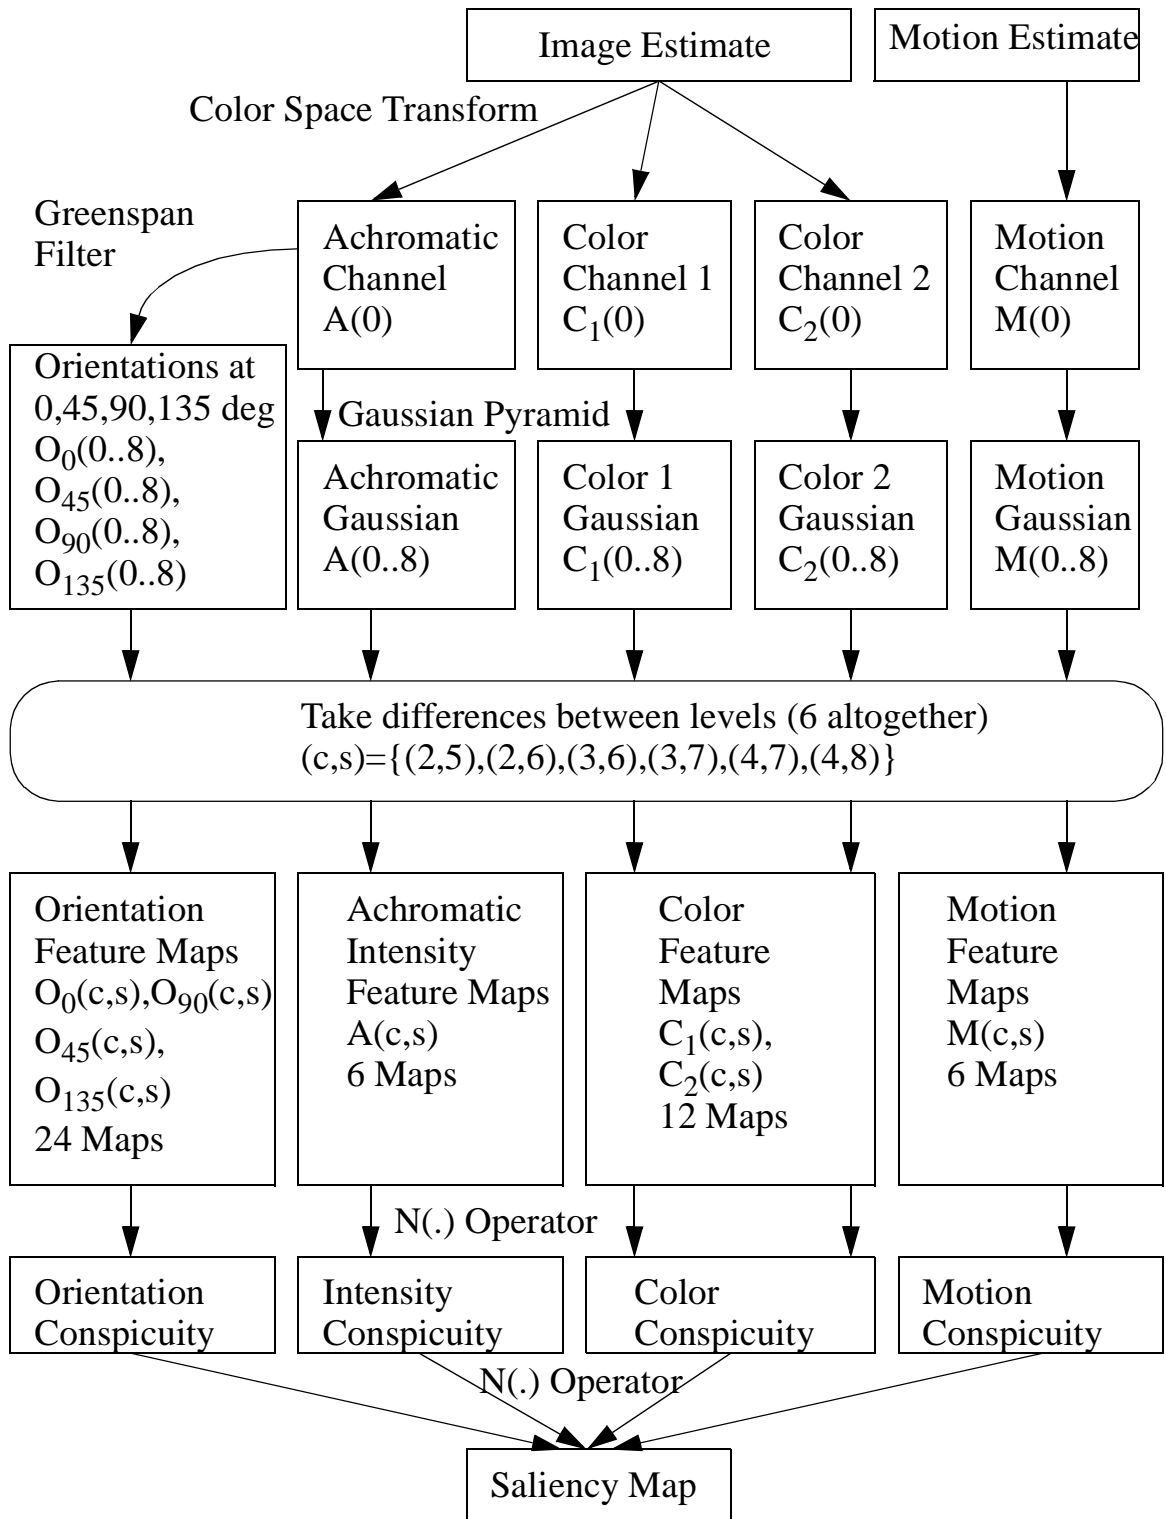 Image Estimate
Motion Estimate
Color Space Transform
Greenspan
Filter
Achromatic
Channel
A(0)
Color
Channel 1
C1(0)
Color
Channel 2
C2(0)
Motion
Channel
M(0)
Orientations at
0,45,90,135 deg
O0(0..8),
O45(0..8),
O90(0..8),
O135(0..8)
Gaussian Pyramid
Achromatic
Gaussian
A(0..8)
Color 1
Gaussian
C1(0..8)
Color 2
Gaussian
C2(0..8)
Motion
Gaussian
M(0..8)
Take differences between levels (6 altogether)
(c,s)={(2,5),(2,6),(3,6),(3,7),(4,7),(4,8)}
Orientation
Feature Maps
O0(c,s),O90(c,s)
O45(c,s),
O135(c,s)
24 Maps
Achromatic
Intensity
Feature Maps
A(c,s)
6 Maps
Color
Feature
Maps
C1(c,s),
C2(c,s)
12 Maps
Motion
Feature
Maps
M(c,s)
6 Maps
N(.) Operator
Orientation
Conspicuity
Intensity
Conspicuity
Color
Conspicuity
Motion
Conspicuity
N(.) Operator
Saliency Map